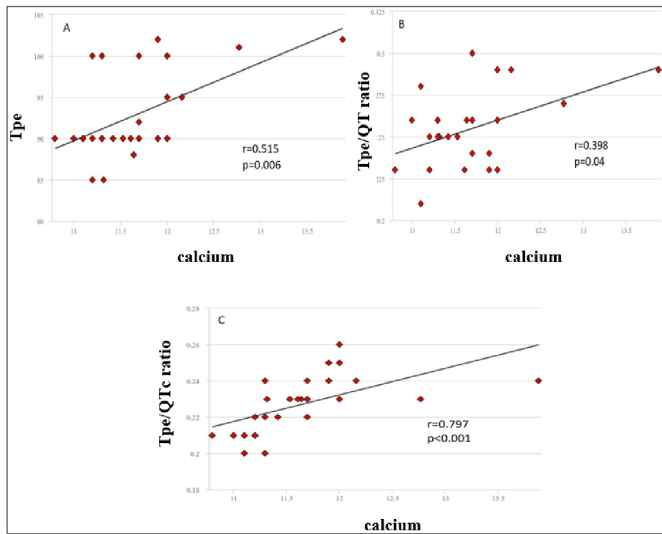 A
Tpe
105
100
95
90
85
80
r=0.515
p=0.006
11
11.5
12
12.5
13
13.5
calcium
B
Tpe/QT ratio
0.325
0.3
25
0.2
r=0.398
p=0.04
11
11.5
12
12.5
13
13.5
calcium
C
Tpe/QTc ratio
0.28
0.26
0.24
0.22
0.2
0.18
r=0.797
p<0.001
11
11.5
12
12.5
13
13.5
calcium